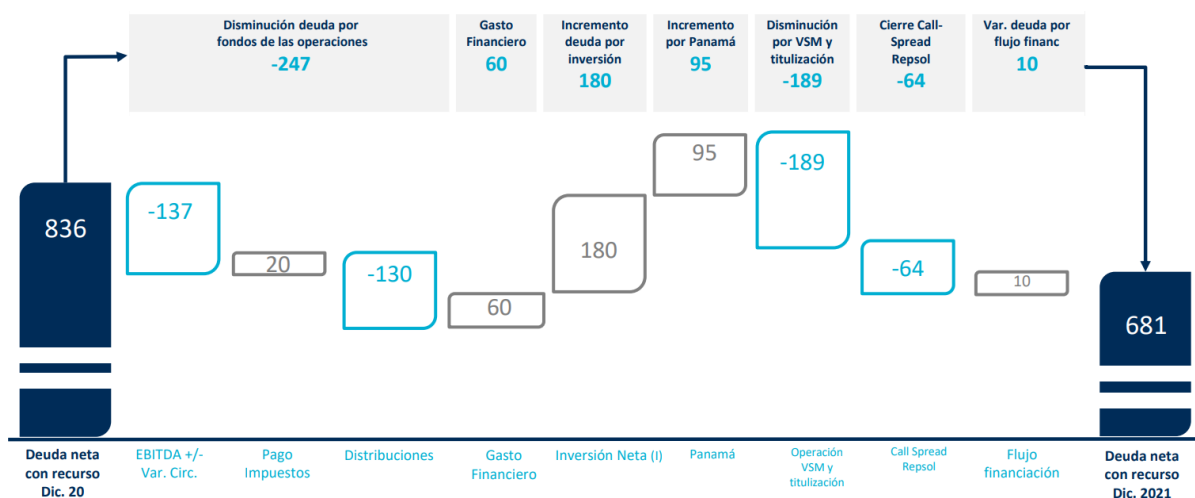 Disminución deuda por
fondos de las operaciones
-247
Gasto
Financiero
60
Incremento
deuda por
inversión
180
Incremento
por Panamá
95
Disminución
por VSM y
titulización
-189
Cierre Call-
Spread
Repsol
-64
Var. deuda por
flujo financ
10
836
-137
20
-130
60
180
95
-189
-64
10
681
Deuda neta
con recurso
Dic. 20
EBITDA +/-
Var. Circ.
Pago
Impuestos
Distribuciones
Gasto
Financiero
Inversión Neta (I)
Panamá
Operación
VSM y
titulización
Call Spread
Repsol
Flujo
financiación
Deuda neta
con recurso
Dic. 2021